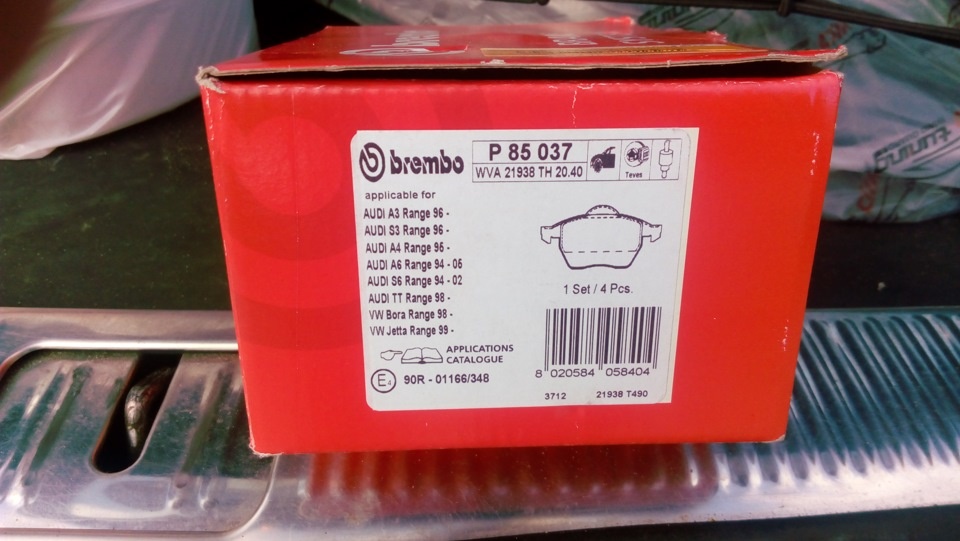 brembo
P 85 037
WVA 21938 TH 20.40
Teves
applicable for
AUDI A3 Range 96 -
AUDI S3 Range 96 -
AUDI A4 Range 95 -
AUDI A6 Range 94 - 05
AUDI S6 Range 94 - 02
AUDI TT Range 98 -
VW Bora Range 98 -
VW Jetta Range 99 -
1 Set / 4 Pcs.
APPLICATIONS
CATALOGUE
E4 90R - 01166/348
8 020584 058404
3712 21938 T490